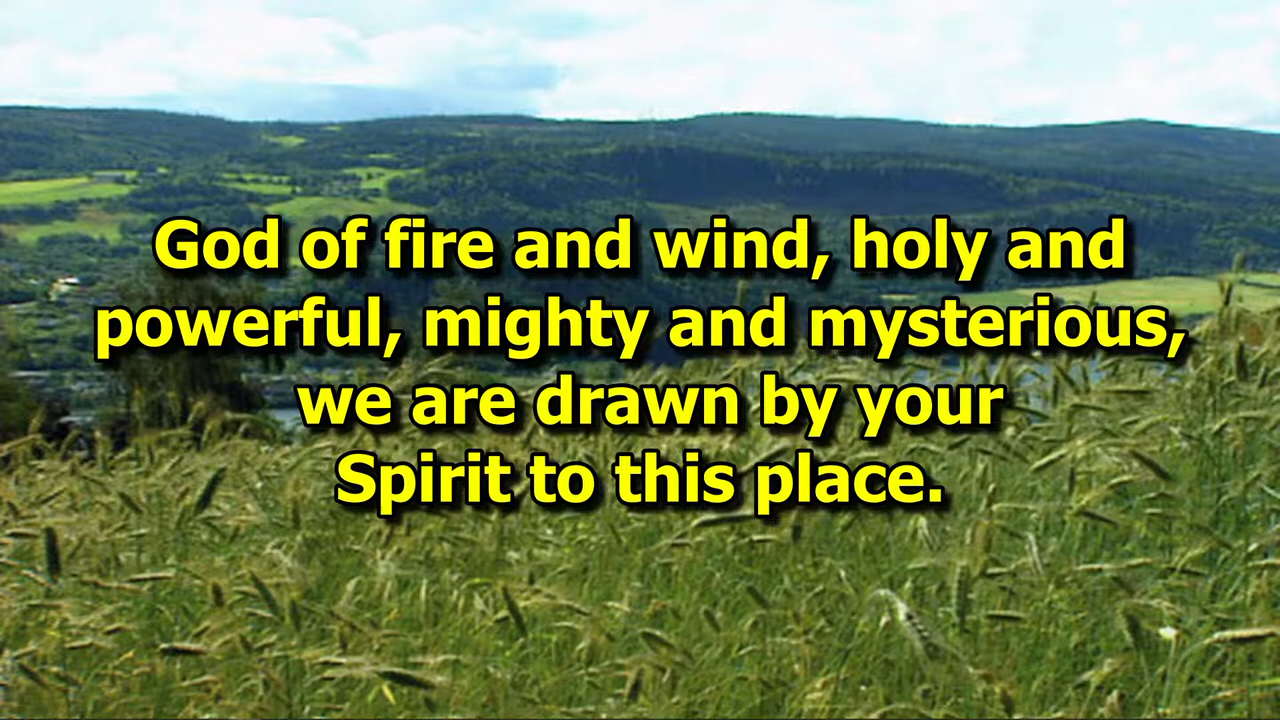 God of fire and wind, holy and
powerful, mighty and mysterious,
we are drawn by your
Spirit to this place.